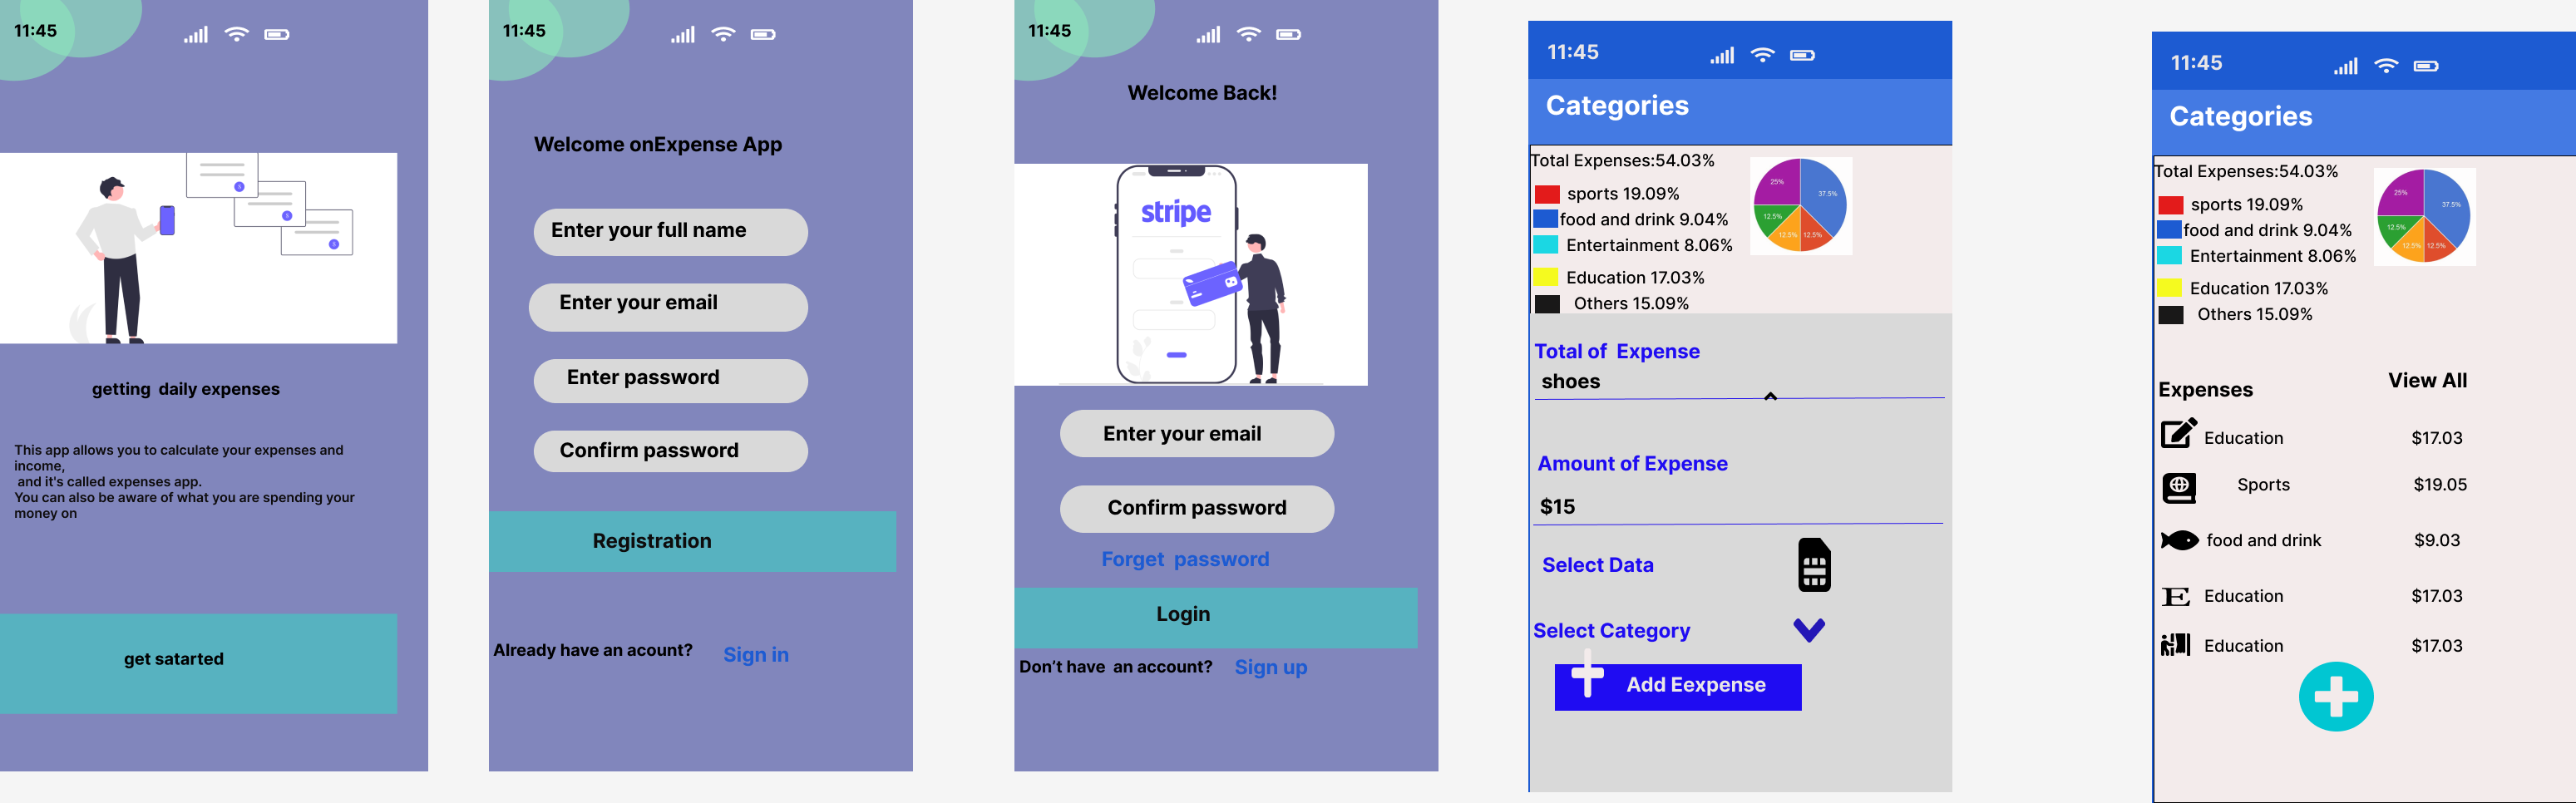 11:45
getting daily expenses
This app allows you to calculate your expenses and
income,
and it's called expenses app.
You can also be aware of what you are spending your
money on
get satarted
11:45
Welcome onExpense App
Enter your full name
Enter your email
Enter password
Confirm password
Registration
Already have an acount? Sign in
11:45
Welcome Back!
stripe
Enter your email
Confirm password
Forget password
Login
Don't have an account? Sign up
11:45
Categories
Total Expenses:54.03%
sports 19.09%
food and drink 9.04%
Entertainment 8.06%
Education 17.03%
Others 15.09%
25%
37.5%
12.5%
12.5%
12.5%
Total of Expense
shoes
Amount of Expense
$15
Select Data
Select Category
Add Eexpense
11:45
Categories
Total Expenses:54.03%
sports 19.09%
food and drink 9.04%
Entertainment 8.06%
Education 17.03%
Others 15.09%
25%
37.5%
12.5%
12.5%
12.5%
Expenses View All
Education $17.03
Sports $19.05
food and drink $9.03
E Education $17.03
Education $17.03